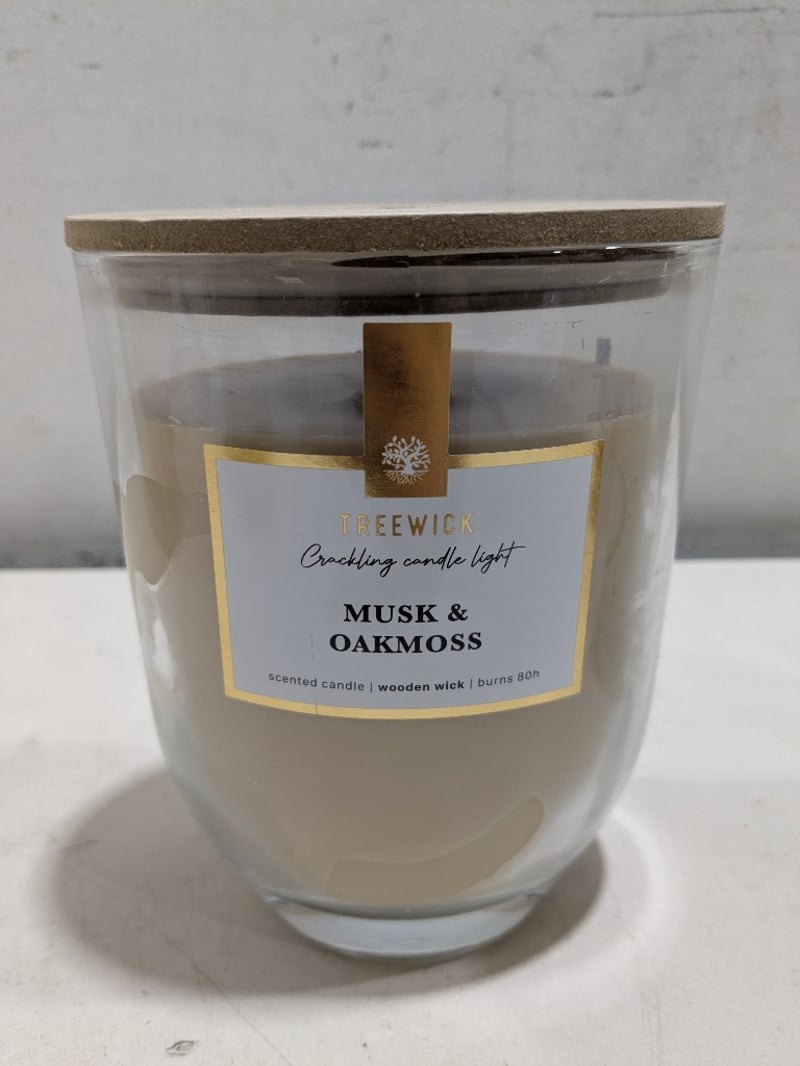 TREEWICK
Crackling candle light
MUSK &
OAKMOSS
scented candle | wooden wick | burns 80h